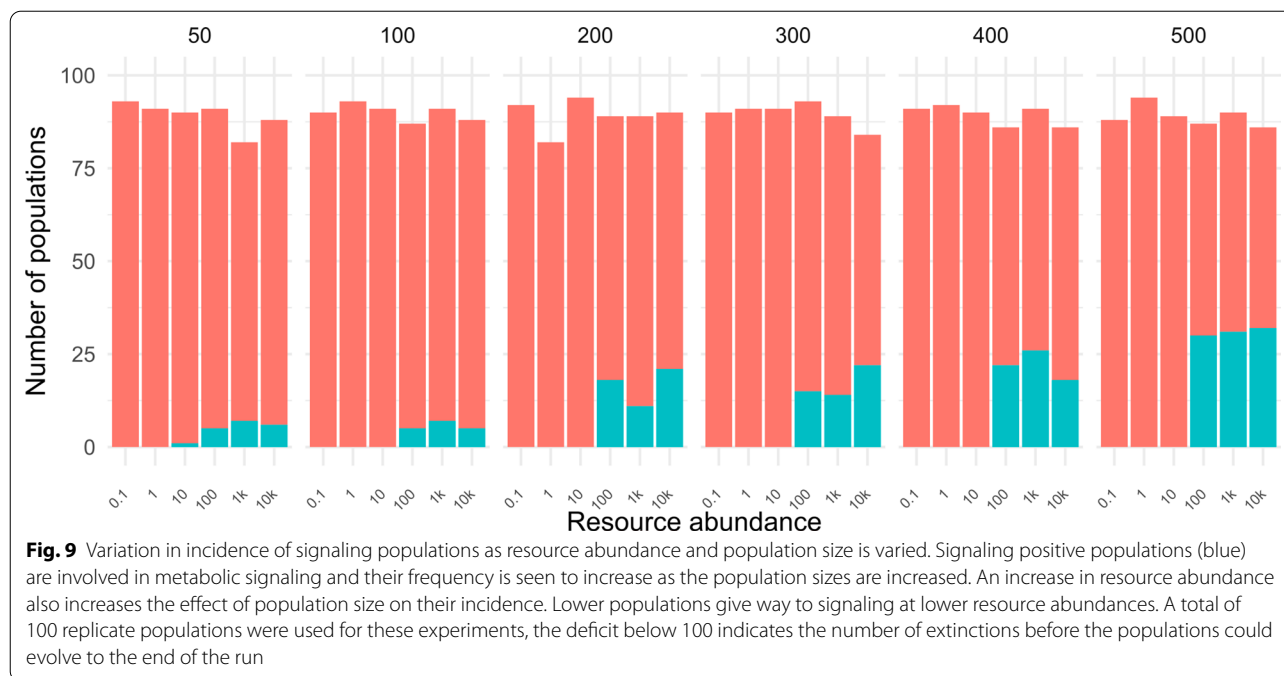 50 100 200 300 400 500
100
75
50
25
0
Number of populations
0.1 1 10 100 1k 10k 0.1 1 10 100 1k 10k 0.1 1 10 100 1k 10k 0.1 1 10 100 1k 10k 0.1 1 10 100 1k 10k 0.1 1 10 100 1k 10k
Resource abundance
Fig. 9 Variation in incidence of signaling populations as resource abundance and population size is varied. Signaling positive populations (blue)
are involved in metabolic signaling and their frequency is seen to increase as the population sizes are increased. An increase in resource abundance
also increases the effect of population size on their incidence. Lower populations give way to signaling at lower resource abundances. A total of
100 replicate populations were used for these experiments, the deficit below 100 indicates the number of extinctions before the populations could
evolve to the end of the run